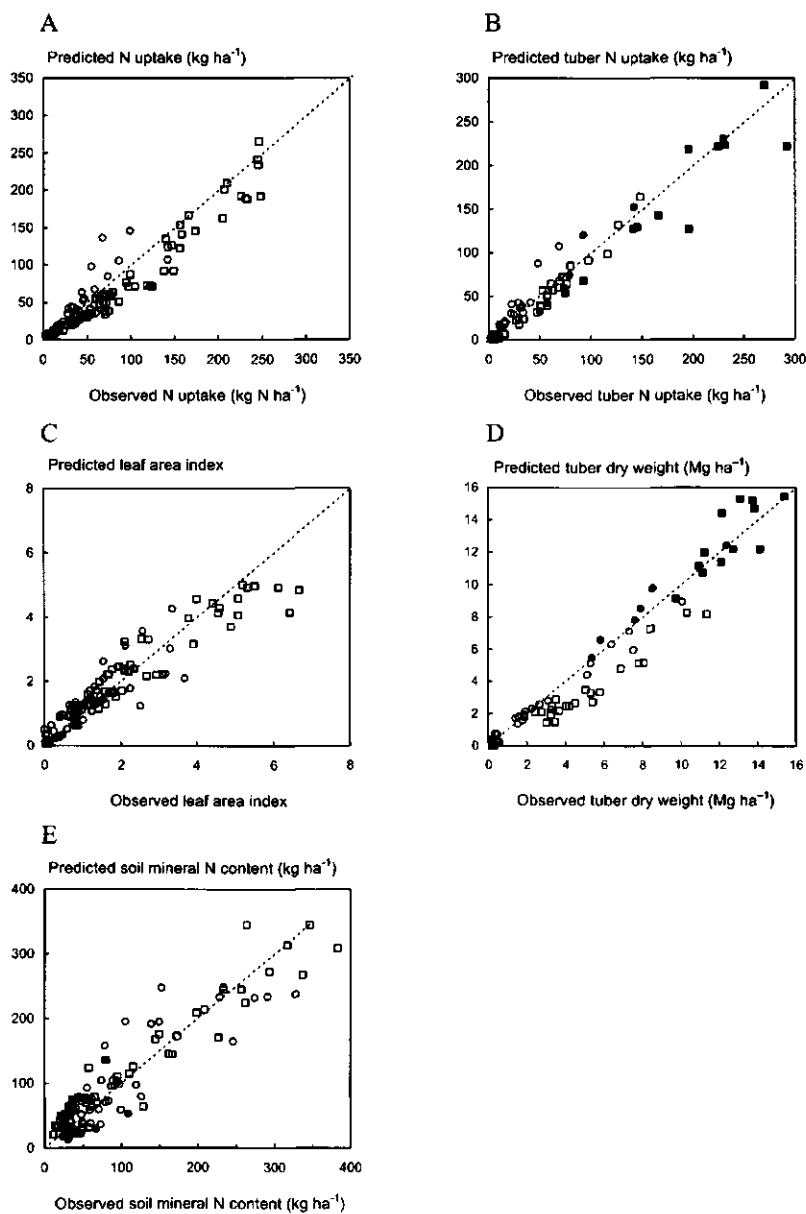 A
Predicted N uptake (kg ha⁻¹)
350
300
250
200
150
100
50
0
0 50 100 150 200 250 300 350
Observed N uptake (kg N ha⁻¹)
B
Predicted tuber N uptake (kg ha⁻¹)
300
250
200
150
100
50
0
0 50 100 150 200 250 300
Observed tuber N uptake (kg ha⁻¹)
C
Predicted leaf area index
8
6
4
2
0
0 2 4 6 8
Observed leaf area index
D
Predicted tuber dry weight (Mg ha⁻¹)
16
14
12
10
8
6
4
2
0
0 2 4 6 8 10 12 14 16
Observed tuber dry weight (Mg ha⁻¹)
E
Predicted soil mineral N content (kg ha⁻¹)
400
300
200
100
0
0 100 200 300 400
Observed soil mineral N content (kg ha⁻¹)